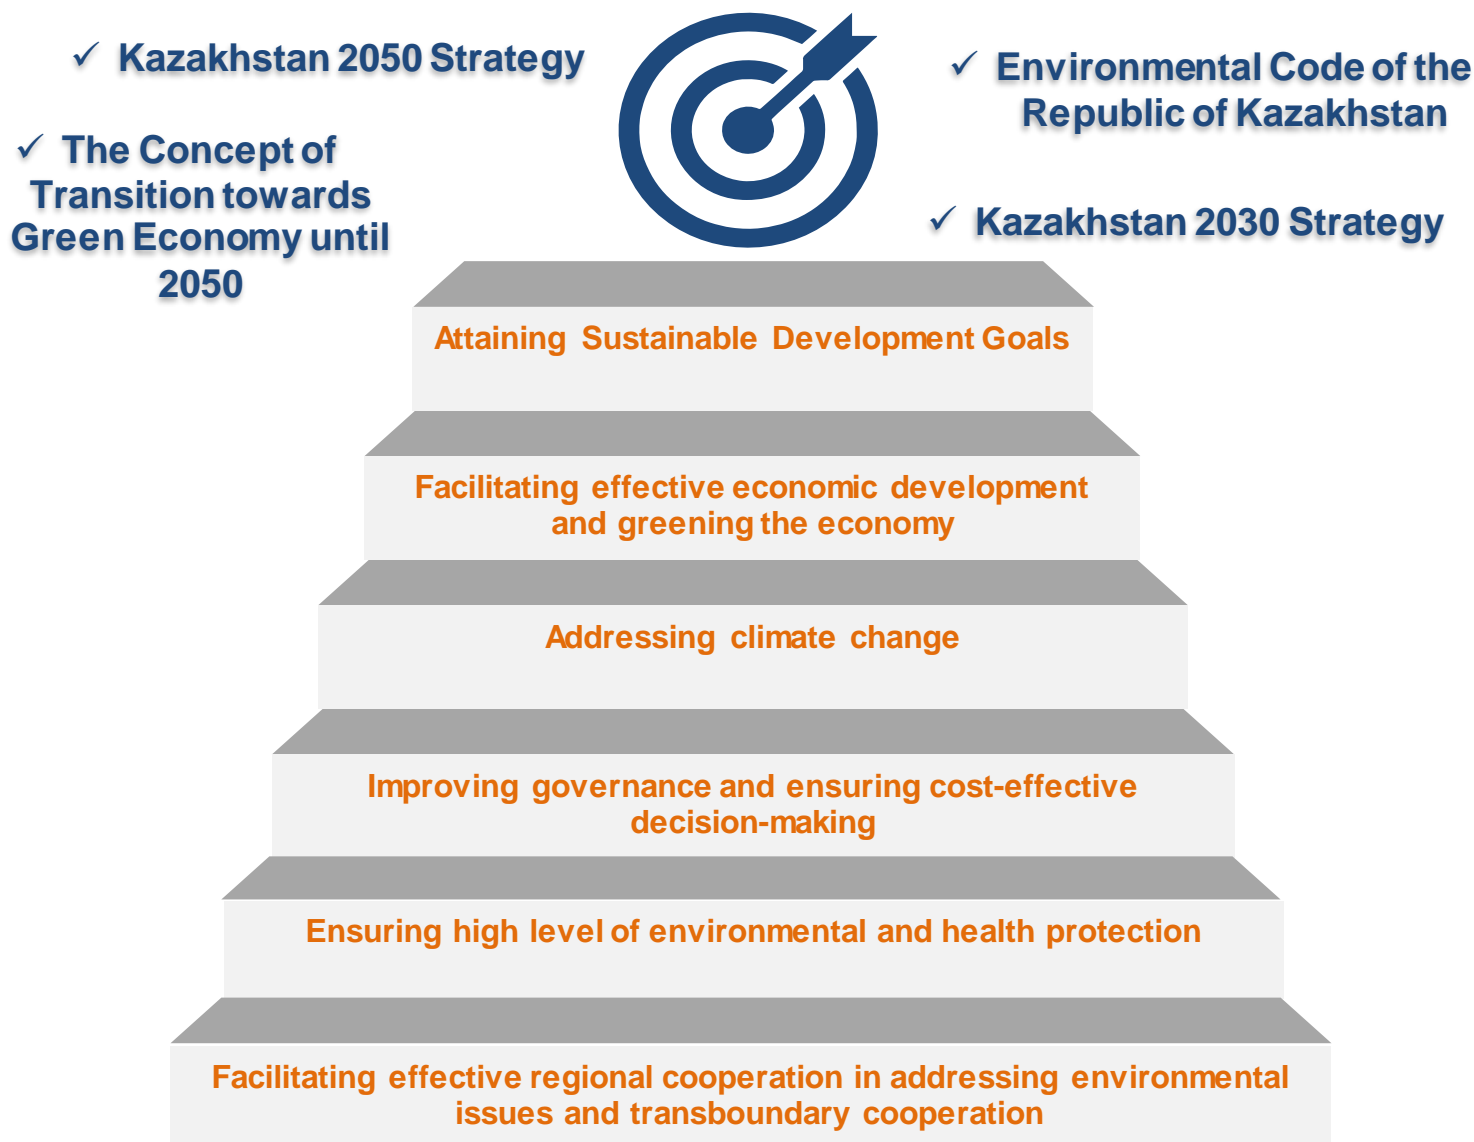 ✓ Kazakhstan 2050 Strategy
✓ The Concept of
Transition towards
Green Economy until
2050
✓ Environmental Code of the
Republic of Kazakhstan
✓ Kazakhstan 2030 Strategy
Attaining Sustainable Development Goals
Facilitating effective economic development
and greening the economy
Addressing climate change
Improving governance and ensuring cost-effective
decision-making
Ensuring high level of environmental and health protection
Facilitating effective regional cooperation in addressing environmental
issues and transboundary cooperation